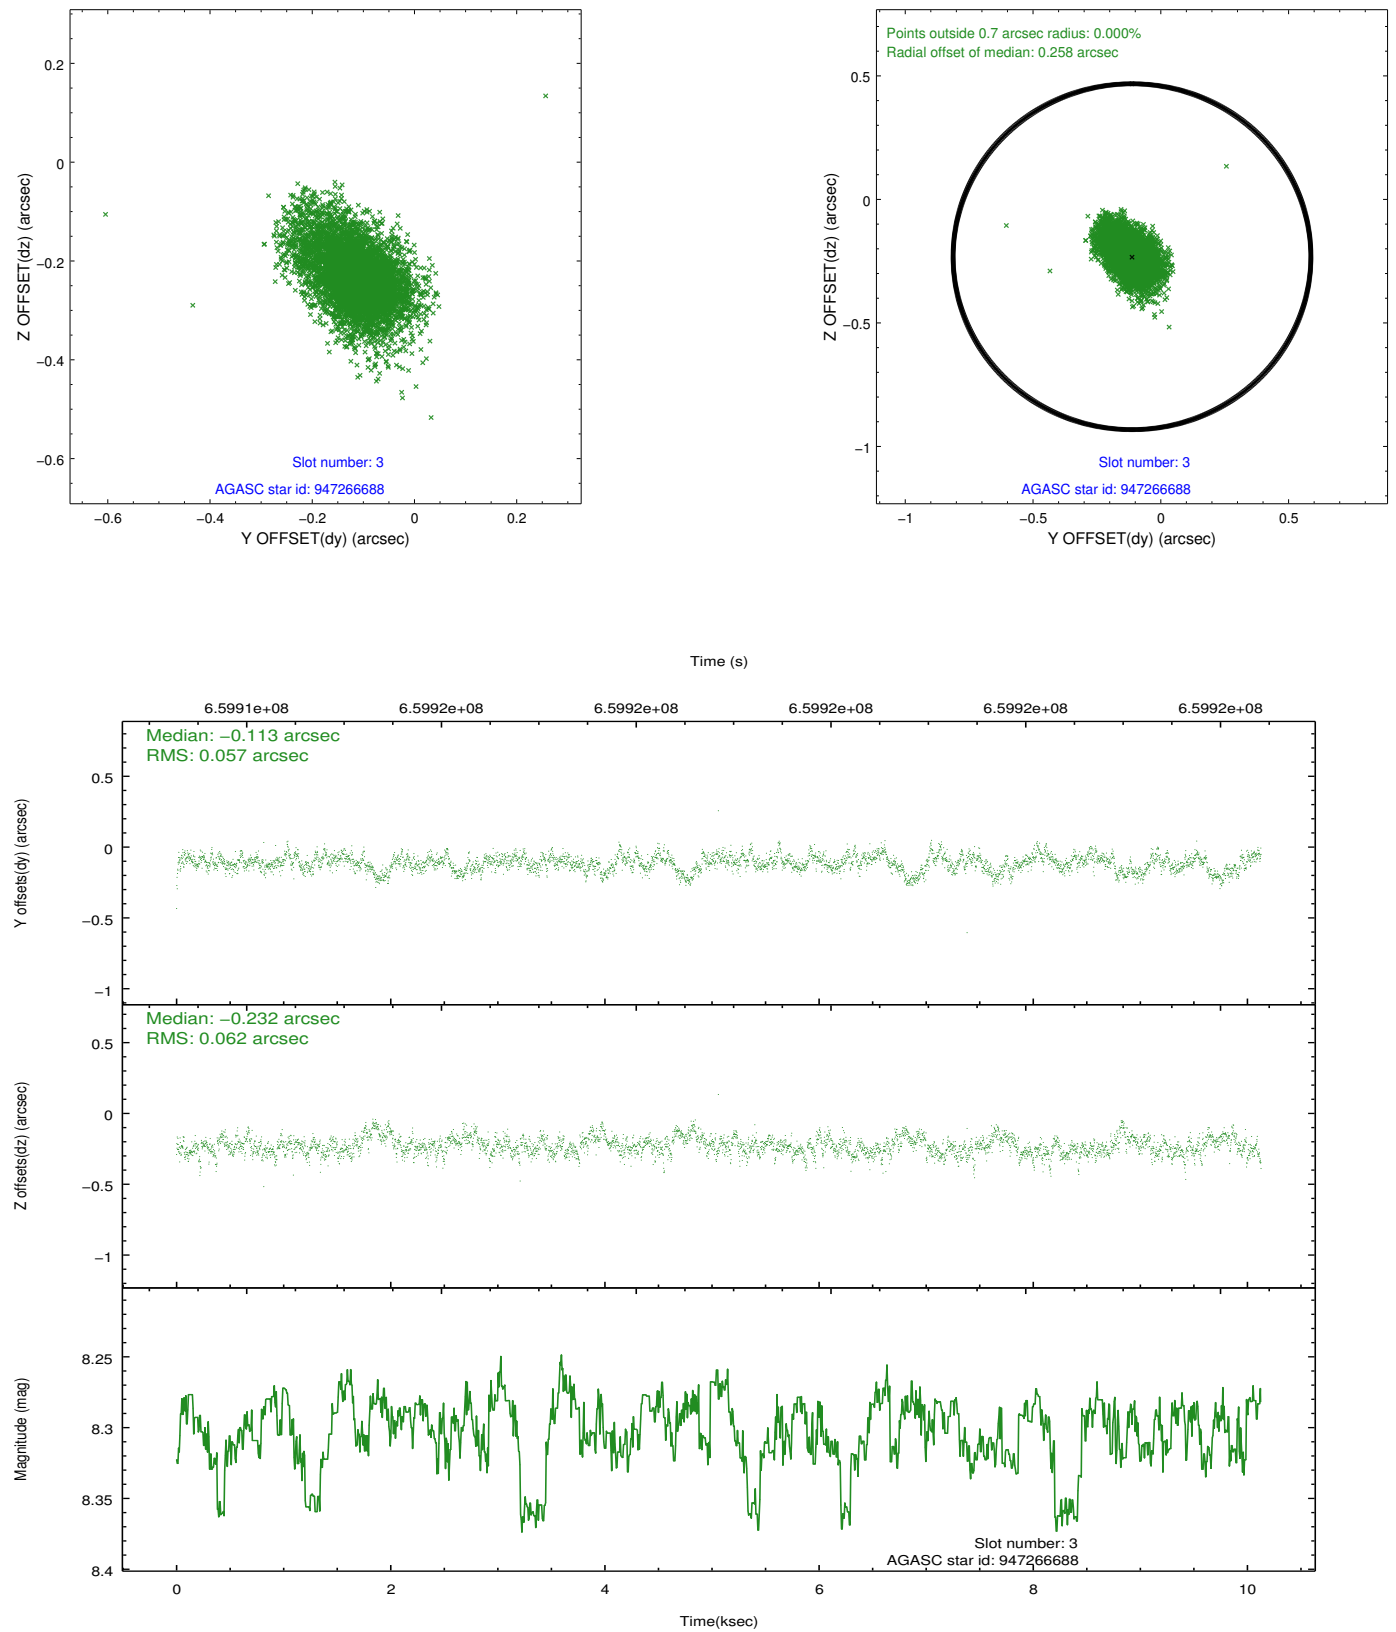 0.2
0
−0.2
−0.4
−0.6
Z OFFSET(dz) (arcsec)
Slot number: 3
AGASC star id: 947266688
−0.6
−0.4
−0.2
0
0.2
Y OFFSET(dy) (arcsec)
Points outside 0.7 arcsec radius: 0.000%
Radial offset of median: 0.258 arcsec
0.5
0
−0.5
−1
Z OFFSET(dz) (arcsec)
Slot number: 3
AGASC star id: 947266688
−1
−0.5
0
0.5
Y OFFSET(dy) (arcsec)
Time (s)
6.5991e+08
6.5992e+08
6.5992e+08
6.5992e+08
6.5992e+08
6.5992e+08
Median: −0.113 arcsec
RMS: 0.057 arcsec
0.5
0
−0.5
−1
Y offsets(dy) (arcsec)
Median: −0.232 arcsec
RMS: 0.062 arcsec
0.5
0
−0.5
−1
Z offsets(dz) (arcsec)
8.25
8.3
8.35
8.4
Magnitude (mag)
Slot number: 3
AGASC star id: 947266688
0
2
4
6
8
10
Time(ksec)